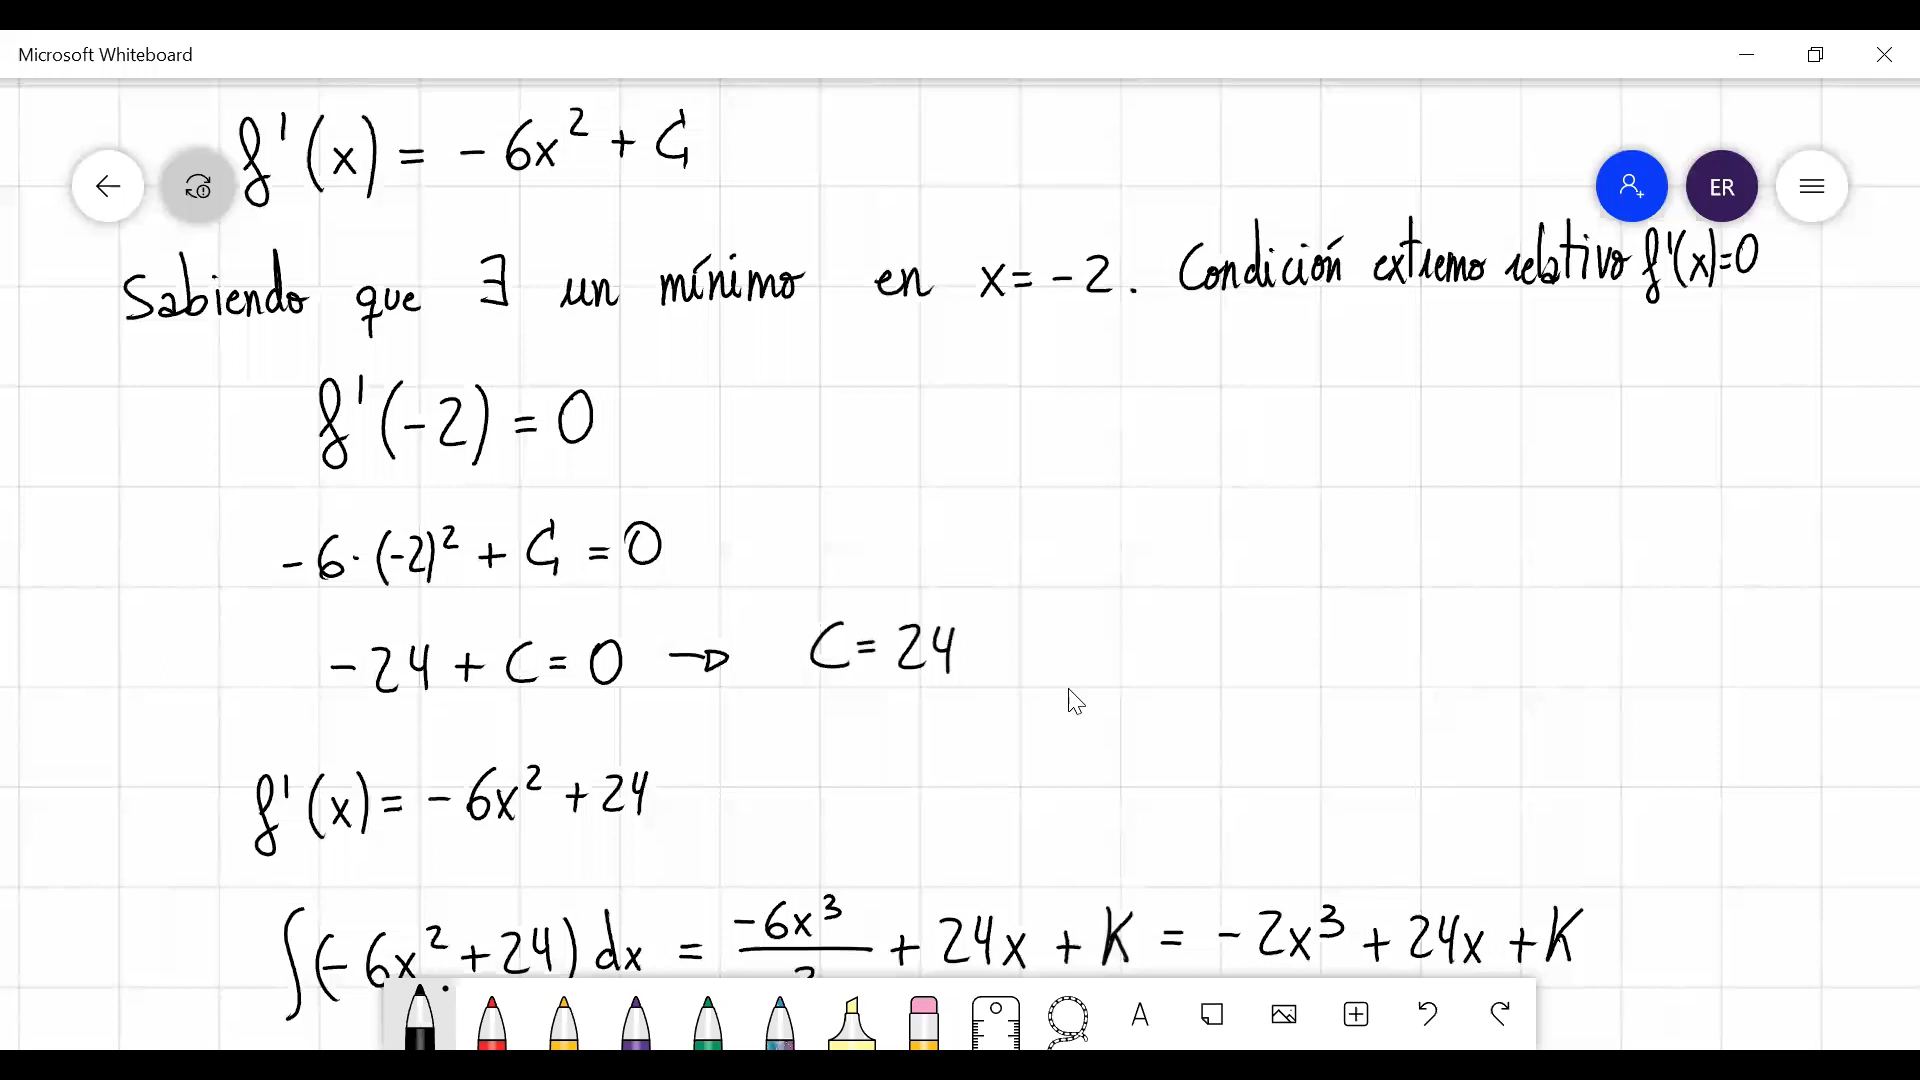 Microsoft Whiteboard
f'(x) = -6x² + C
ER
Sabiendo que ∃ un mínimo en x = -2. Condición extremo relativo f'(x)=0
f'(-2) = 0
-6·(-2)² + C = 0
-24 + C = 0 → C = 24
f'(x) = -6x² + 24
∫(-6x²+24) dx = -6x³/ + 24x + K = -2x³ + 24x + K
A